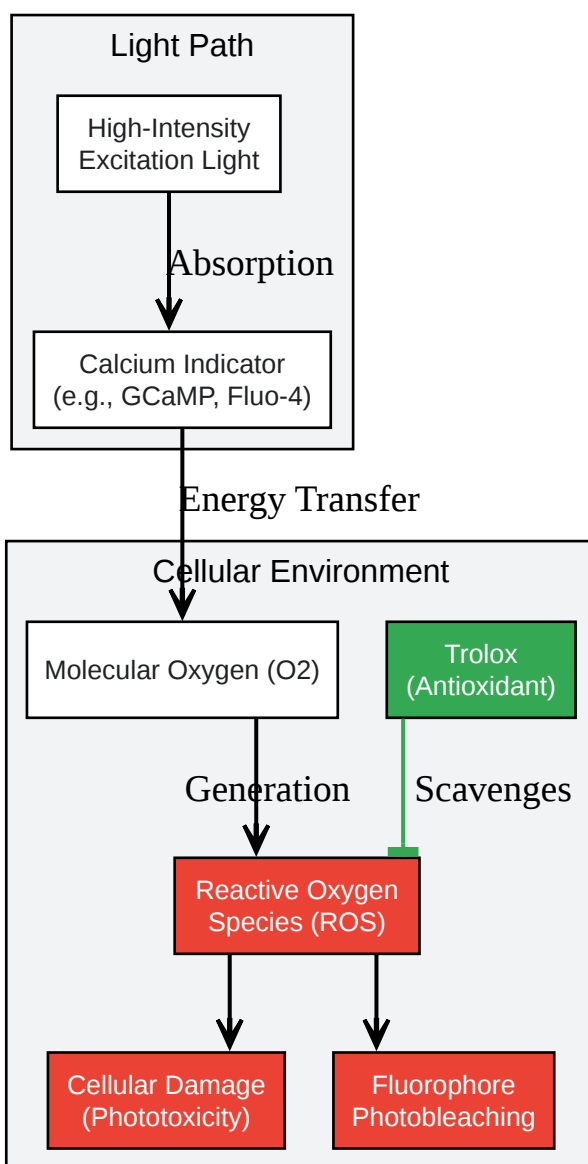 Light Path
High-Intensity
Excitation Light
Absorption
Calcium Indicator
(e.g., GCaMP, Fluo-4)
Energy Transfer
Cellular Environment
Molecular Oxygen (O2)
Trolox
(Antioxidant)
Generation
Scavenges
Reactive Oxygen
Species (ROS)
Cellular Damage
(Phototoxicity)
Fluorophore
Photobleaching